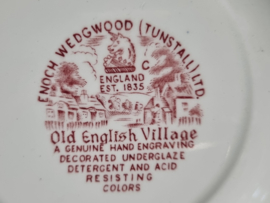 ENOCH WEDGWOOD (TUNSTALL) LTD.
C
ENGLAND
EST. 1835
Old English Village
A GENUINE HAND ENGRAVING
DECORATED UNDERGLAZE
DETERGENT AND ACID
RESISTING
COLORS